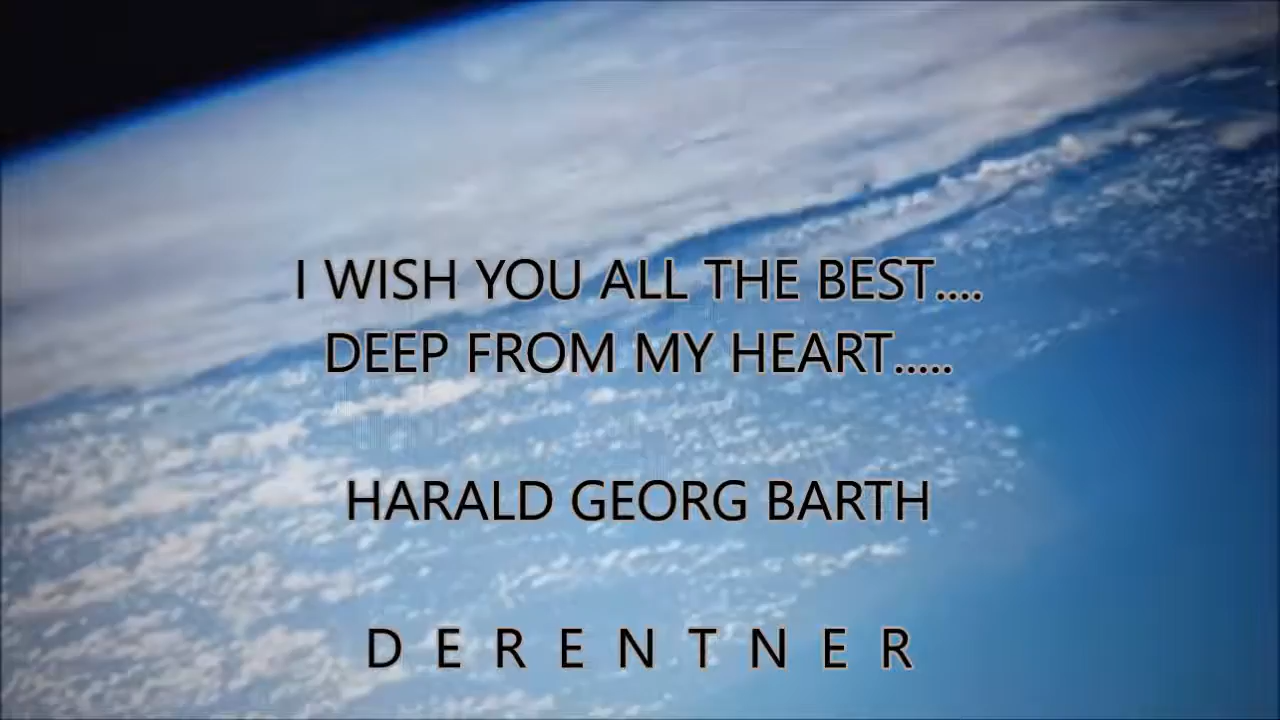 I WISH YOU ALL THE BEST....
DEEP FROM MY HEART.....
HARALD GEORG BARTH
D E R E N T N E R